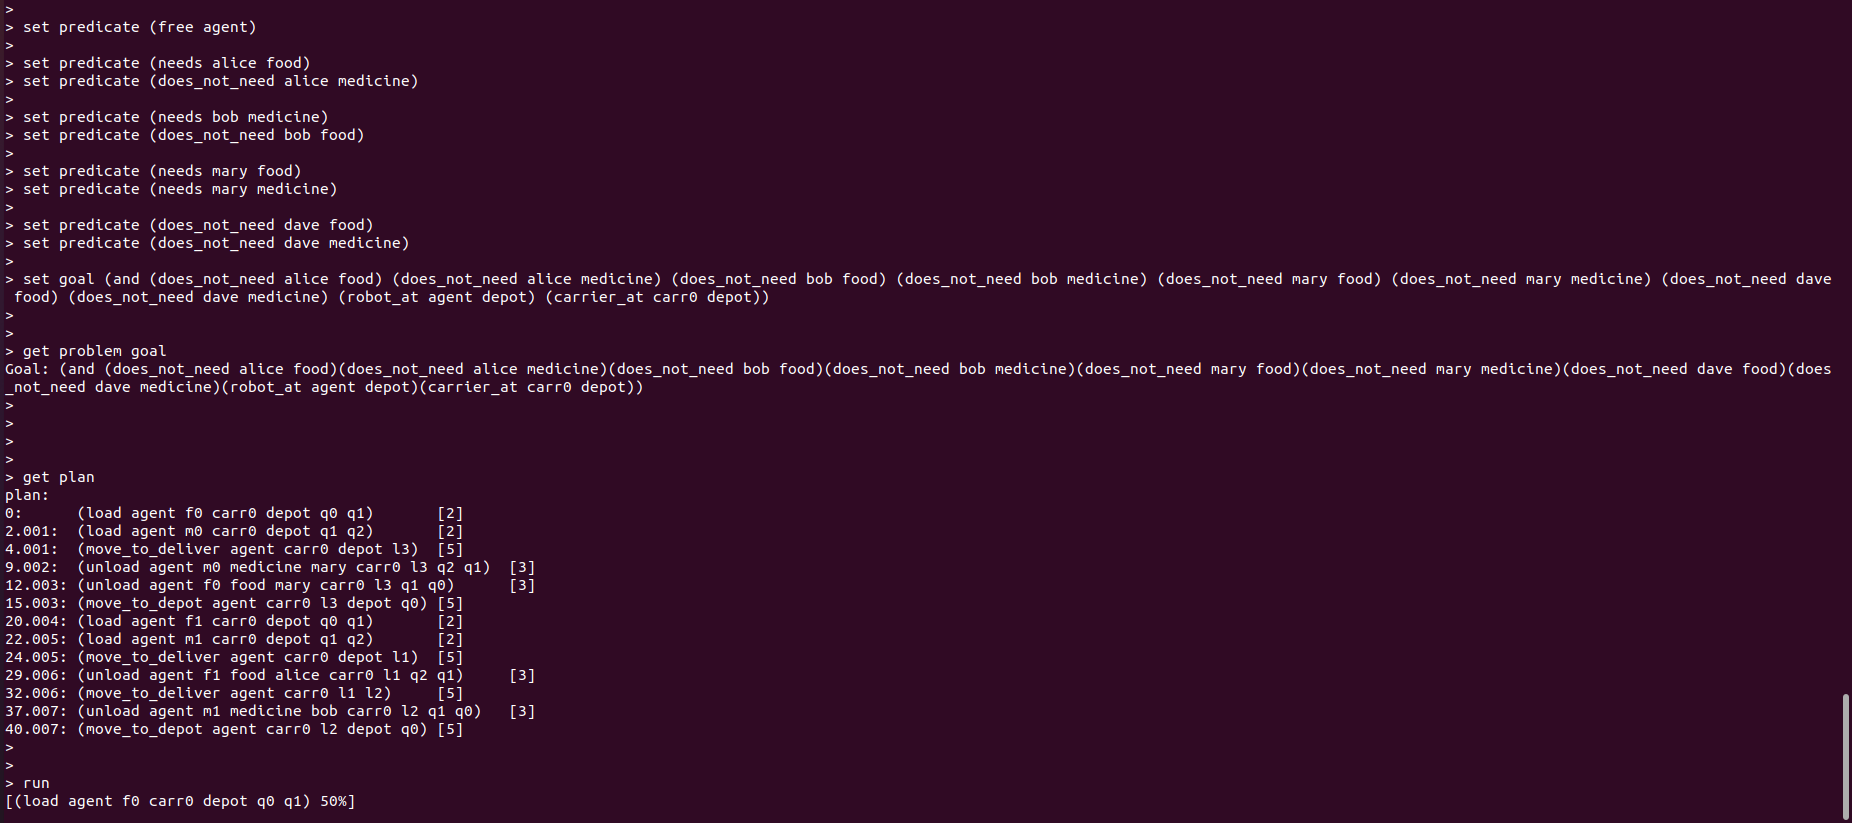 >
> set predicate (free agent)
>
> set predicate (needs alice food)
> set predicate (does_not_need alice medicine)
>
> set predicate (needs bob medicine)
> set predicate (does_not_need bob food)
>
> set predicate (needs mary food)
> set predicate (needs mary medicine)
>
> set predicate (does_not_need dave food)
> set predicate (does_not_need dave medicine)
>
> set goal (and (does_not_need alice food) (does_not_need alice medicine) (does_not_need bob food) (does_not_need bob medicine) (does_not_need mary food) (does_not_need mary medicine) (does_not_need dave
 food) (does_not_need dave medicine) (robot_at agent depot) (carrier_at carr0 depot))
>
>
> get problem goal
Goal: (and (does_not_need alice food)(does_not_need alice medicine)(does_not_need bob food)(does_not_need bob medicine)(does_not_need mary food)(does_not_need mary medicine)(does_not_need dave food)(does
_not_need dave medicine)(robot_at agent depot)(carrier_at carr0 depot))
>
>
>
>
> get plan
plan:
0:      (load agent f0 carr0 depot q0 q1)       [2]
2.001:  (load agent m0 carr0 depot q1 q2)       [2]
4.001:  (move_to_deliver agent carr0 depot l3)  [5]
9.002:  (unload agent m0 medicine mary carr0 l3 q2 q1)  [3]
12.003: (unload agent f0 food mary carr0 l3 q1 q0)      [3]
15.003: (move_to_depot agent carr0 l3 depot q0) [5]
20.004: (load agent f1 carr0 depot q0 q1)       [2]
22.005: (load agent m1 carr0 depot q1 q2)       [2]
24.005: (move_to_deliver agent carr0 depot l1)  [5]
29.006: (unload agent f1 food alice carr0 l1 q2 q1)     [3]
32.006: (move_to_deliver agent carr0 l1 l2)     [5]
37.007: (unload agent m1 medicine bob carr0 l2 q1 q0)   [3]
40.007: (move_to_depot agent carr0 l2 depot q0) [5]
>
>
> run
[(load agent f0 carr0 depot q0 q1) 50%]